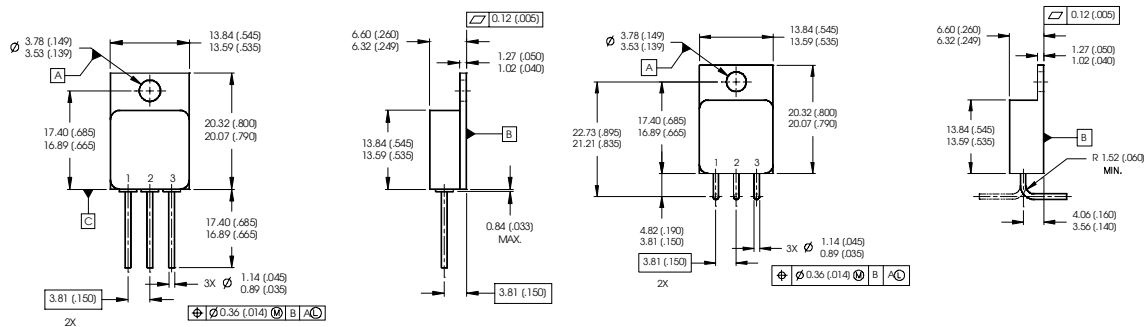 Ø 3.78 (.149)
3.53 (.139)
13.84 (.545)
13.59 (.535)
A
17.40 (.685)
16.89 (.665)
20.32 (.800)
20.07 (.790)
1 2 3
C
17.40 (.685)
16.89 (.665)
3X Ø 1.14 (.045)
0.89 (.035)
3.81 (.150)
2X
⌖ Ø 0.36 (.014) Ⓜ B AⓁ
⏥ 0.12 (.005)
6.60 (.260)
6.32 (.249)
1.27 (.050)
1.02 (.040)
13.84 (.545)
13.59 (.535)
B
0.84 (.033)
MAX.
3.81 (.150)
Ø 3.78 (.149)
3.53 (.139)
13.84 (.545)
13.59 (.535)
A
22.73 (.895)
21.21 (.835)
17.40 (.685)
16.89 (.665)
20.32 (.800)
20.07 (.790)
1 2 3
4.82 (.190)
3.81 (.150)
3.81 (.150)
2X
3X Ø 1.14 (.045)
0.89 (.035)
⌖ Ø 0.36 (.014) Ⓜ B AⓁ
⏥ 0.12 (.005)
6.60 (.260)
6.32 (.249)
1.27 (.050)
1.02 (.040)
13.84 (.545)
13.59 (.535)
B
R 1.52 (.060)
MIN.
4.06 (.160)
3.56 (.140)